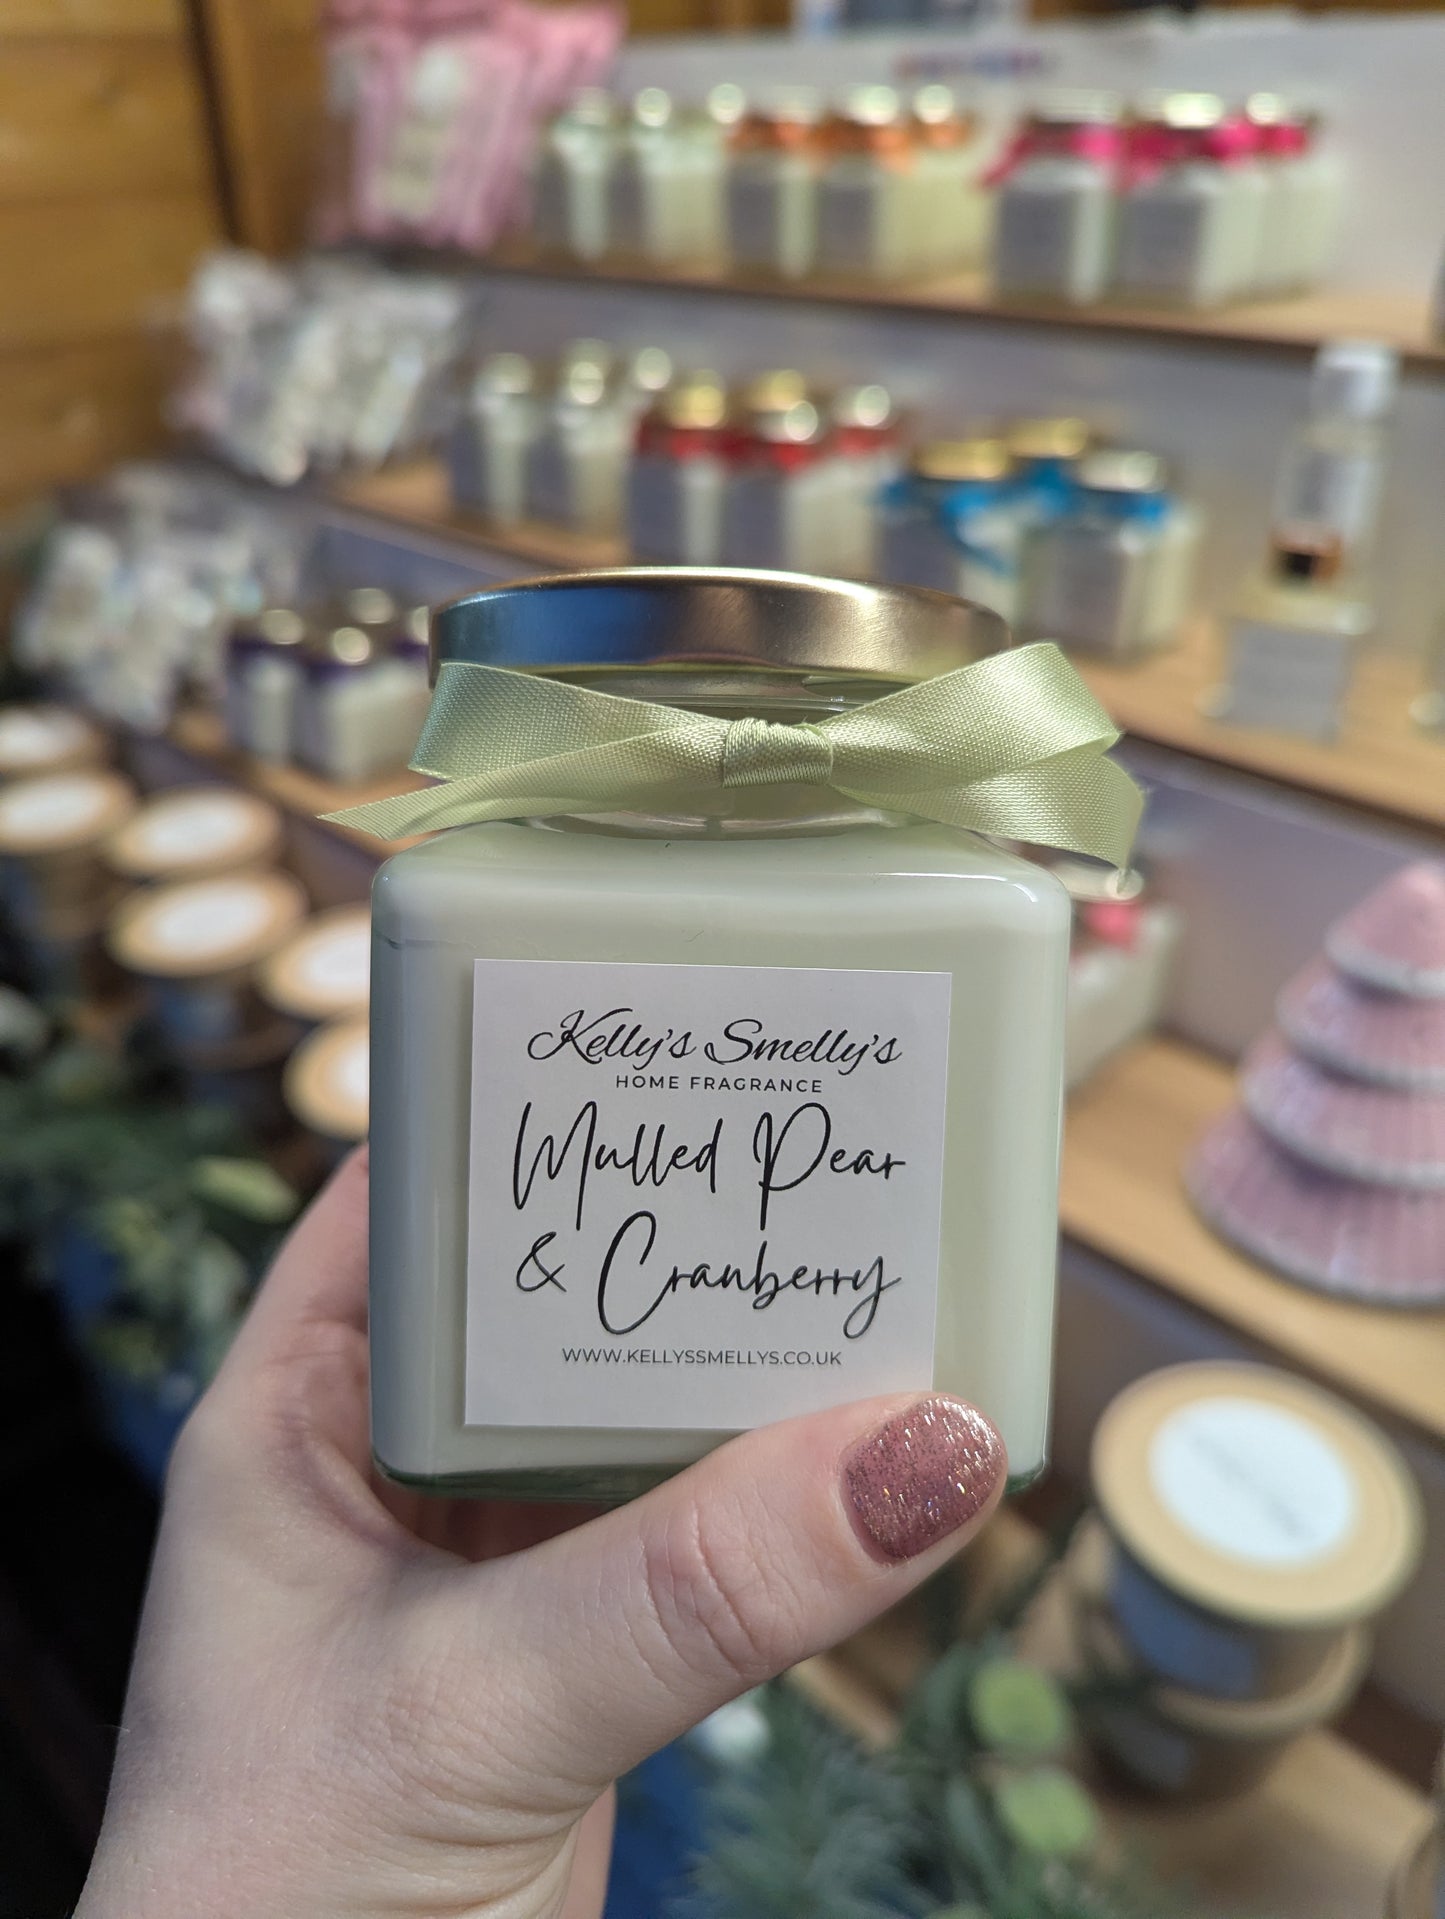 Kelly's Smelly's
HOME FRAGRANCE
Mulled Pear
& Cranberry
WWW.KELLYSSMELLYS.CO.UK